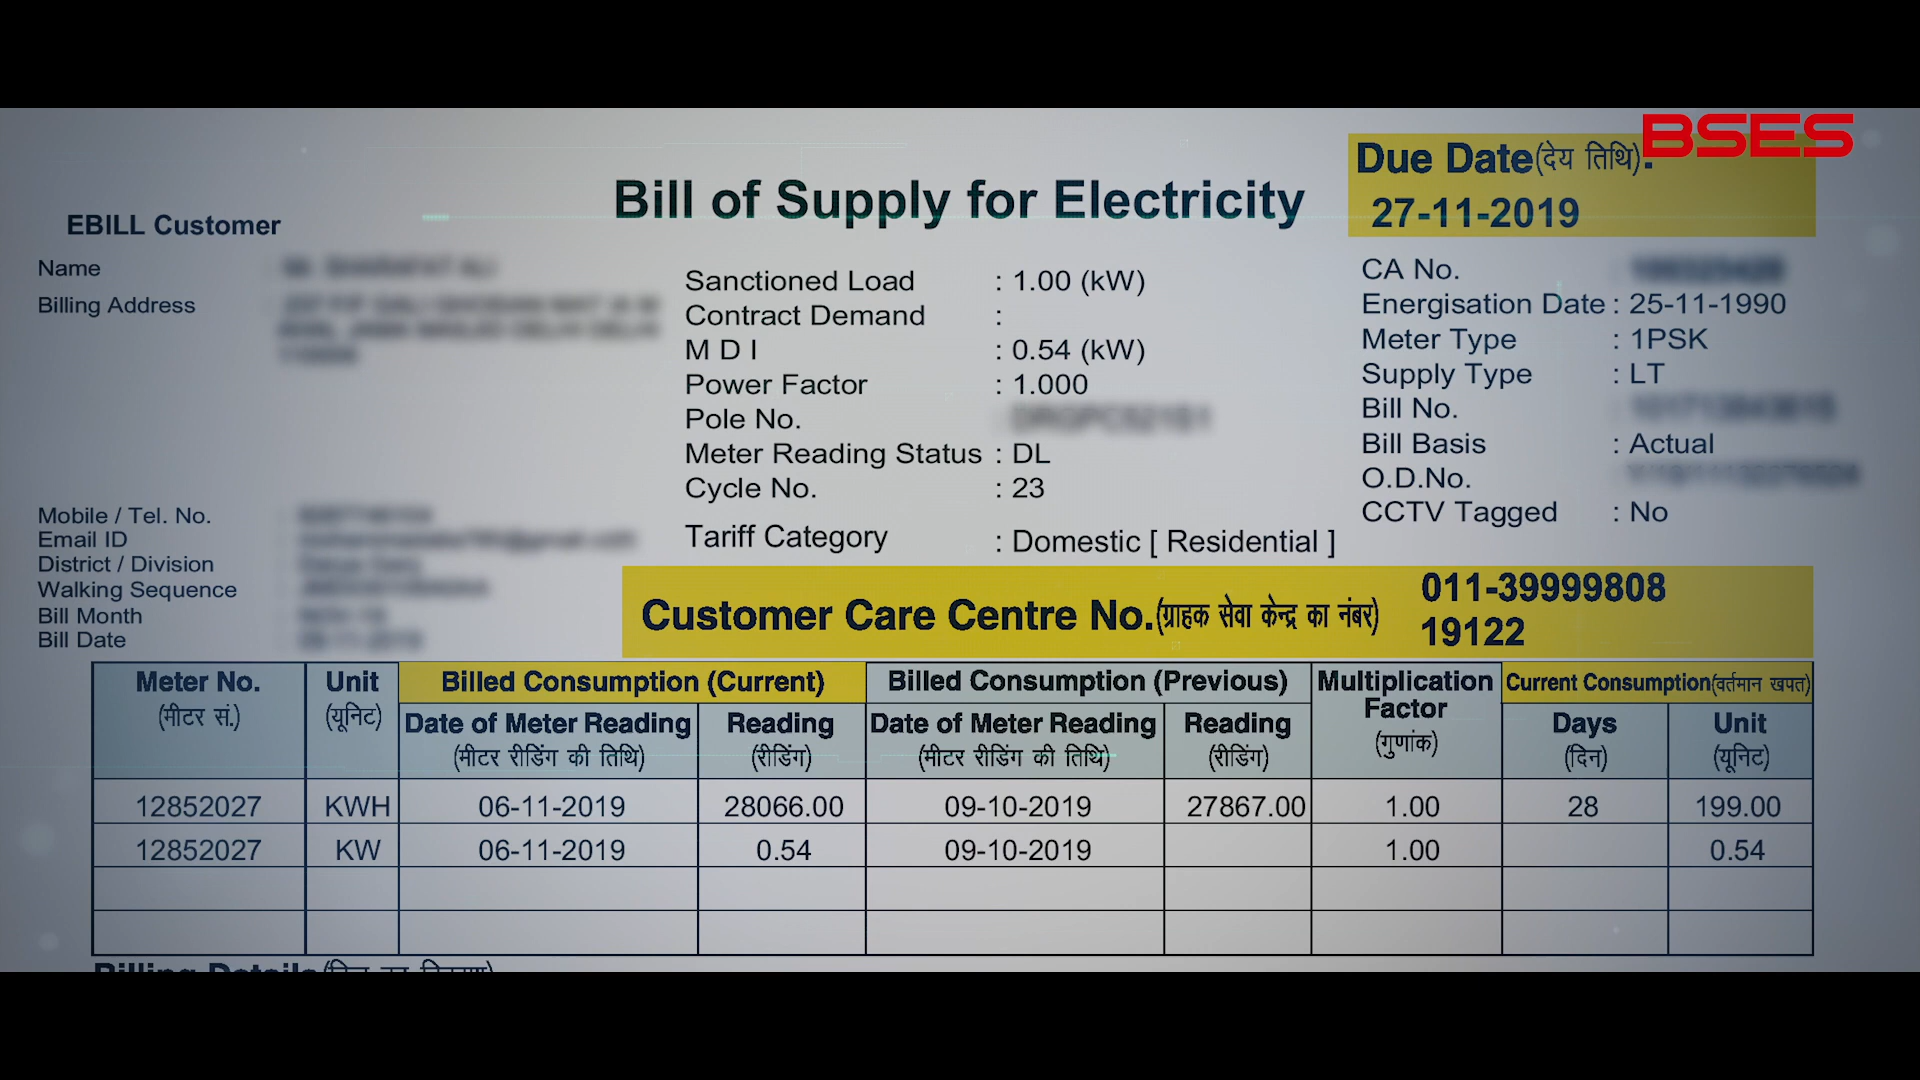 BSES
Due Date(देय तिथि):
27-11-2019
Bill of Supply for Electricity
EBILL Customer
Name :
Billing Address :
Mobile / Tel. No. :
Email ID :
District / Division :
Walking Sequence :
Bill Month :
Bill Date :
Sanctioned Load : 1.00 (kW)
Contract Demand :
M D I : 0.54 (kW)
Power Factor : 1.000
Pole No. :
Meter Reading Status : DL
Cycle No. : 23
Tariff Category : Domestic [ Residential ]
CA No. :
Energisation Date : 25-11-1990
Meter Type : 1PSK
Supply Type : LT
Bill No. :
Bill Basis : Actual
O.D.No. :
CCTV Tagged : No
Customer Care Centre No.(ग्राहक सेवा केन्द्र का नंबर) 011-39999808
19122
Meter No. Unit Billed Consumption (Current) Billed Consumption (Previous) Multiplication Factor Current Consumption(वर्तमान खपत)
(मीटर सं.) (यूनिट) Date of Meter Reading Reading Date of Meter Reading Reading (गुणांक) Days Unit
(मीटर रीडिंग की तिथि) (रीडिंग) (मीटर रीडिंग की तिथि) (रीडिंग) (दिन) (यूनिट)
12852027 KWH 06-11-2019 28066.00 09-10-2019 27867.00 1.00 28 199.00
12852027 KW 06-11-2019 0.54 09-10-2019 1.00 0.54
Billing Details